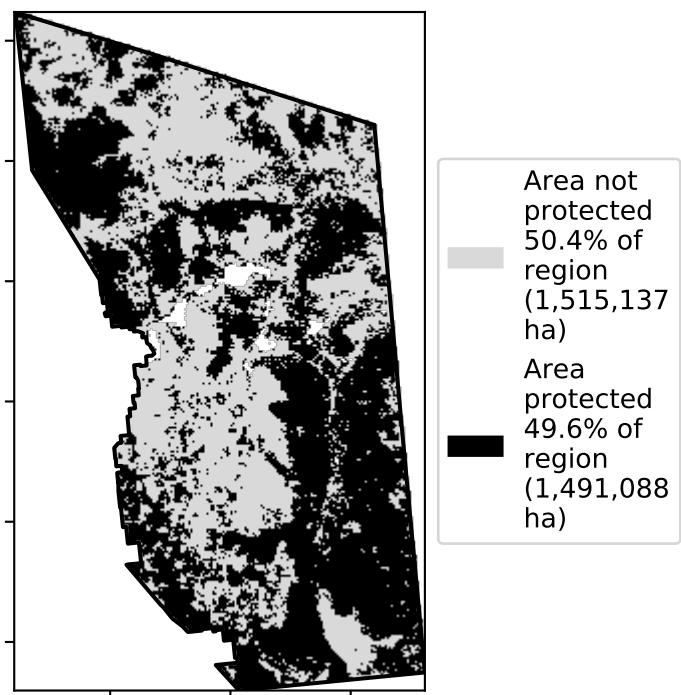 Area not
protected
50.4% of
region
(1,515,137
ha)
Area
protected
49.6% of
region
(1,491,088
ha)